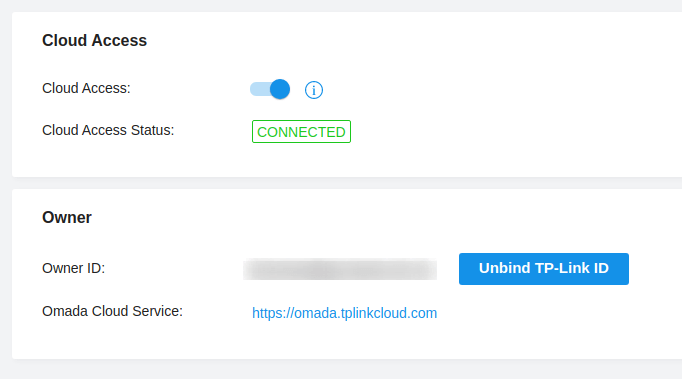 Cloud Access
Cloud Access:
Cloud Access Status: CONNECTED
Owner
Owner ID: Unbind TP-Link ID
Omada Cloud Service: https://omada.tplinkcloud.com